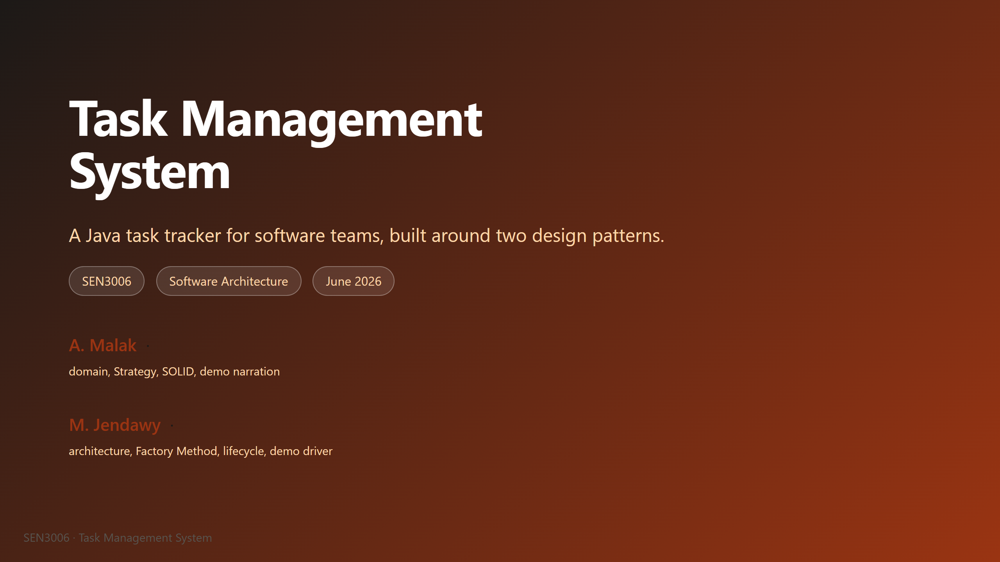 Task Management
System
A Java task tracker for software teams, built around two design patterns.
SEN3006 Software Architecture June 2026
A. Malak ·
domain, Strategy, SOLID, demo narration
M. Jendawy ·
architecture, Factory Method, lifecycle, demo driver
SEN3006 · Task Management System